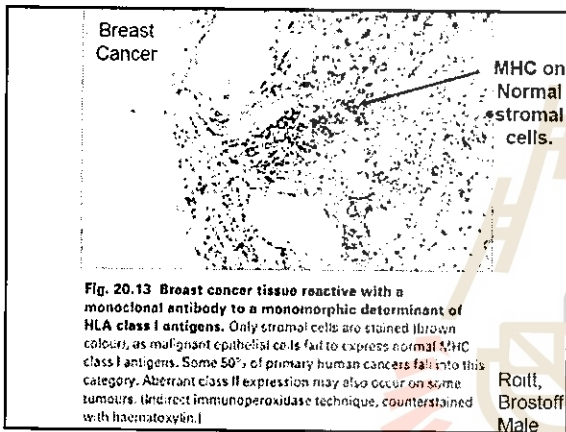 Breast
Cancer
MHC on
Normal
stromal
cells.
Fig. 20.13 Breast cancer tissue reactive with a
monoclonal antibody to a monomorphic determinant of
HLA class I antigens. Only stromal cells are stained (brown
colour), as malignant epithelial cells fail to express normal MHC
class I antigens. Some 50% of primary human cancers fall into this
category. Aberrant class II expression may also occur on some
tumours. (Indirect immunoperoxidase technique, counterstained
with haematoxylin.)
Roitt,
Brostoff
Male